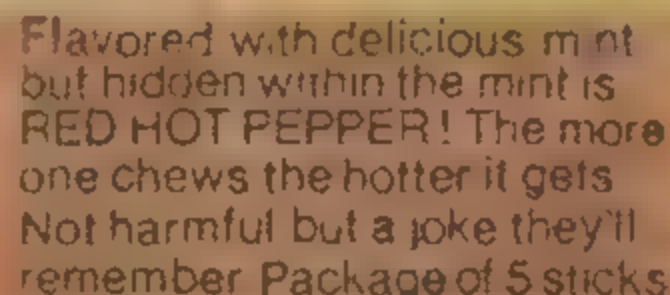 Flavored with delicious mint
but hidden within the mint is
RED HOT PEPPER! The more
one chews the hotter it gets
Not harmful but a joke they'll
remember Package of 5 sticks